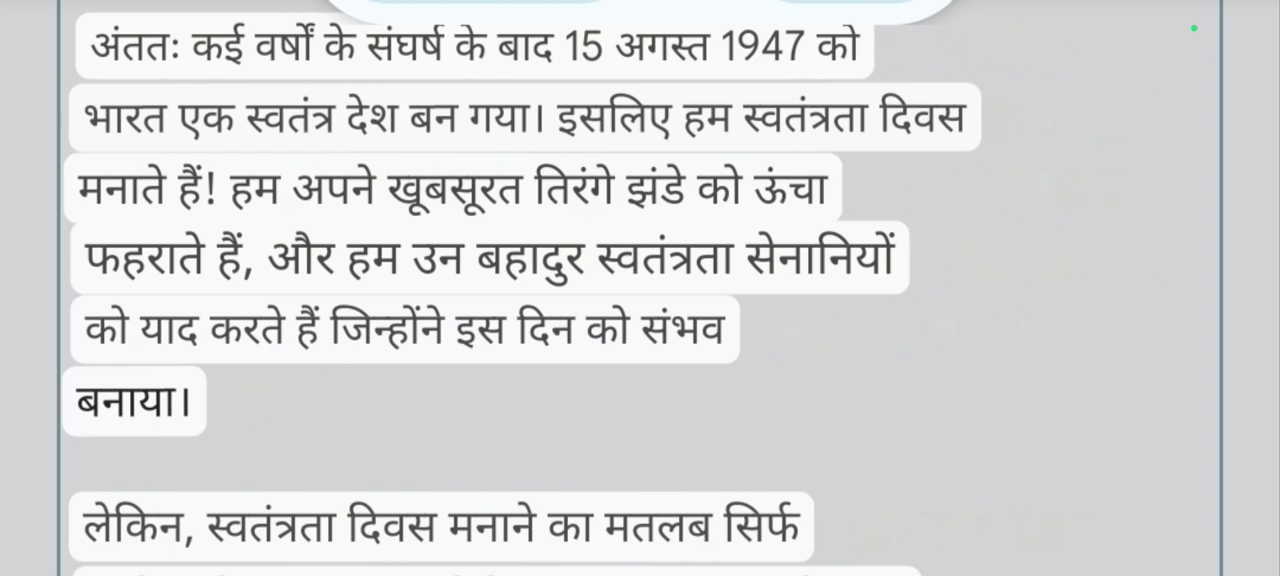 अंततः कई वर्षों के संघर्ष के बाद 15 अगस्त 1947 को
भारत एक स्वतंत्र देश बन गया। इसलिए हम स्वतंत्रता दिवस
मनाते हैं! हम अपने खूबसूरत तिरंगे झंडे को ऊंचा
फहराते हैं, और हम उन बहादुर स्वतंत्रता सेनानियों
को याद करते हैं जिन्होंने इस दिन को संभव
बनाया।
लेकिन, स्वतंत्रता दिवस मनाने का मतलब सिर्फ